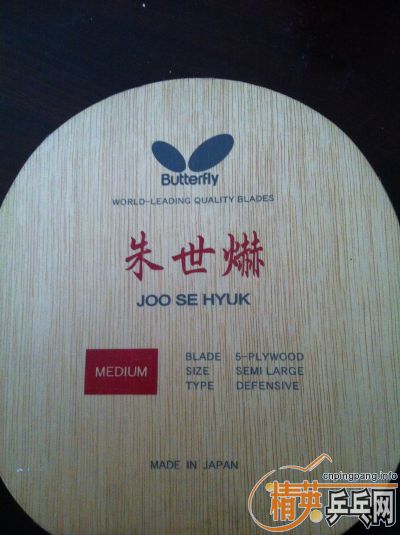 Butterfly
WORLD-LEADING QUALITY BLADES
朱世爀
JOO SE HYUK
MEDIUM
BLADE 5-PLYWOOD
SIZE SEMI LARGE
TYPE DEFENSIVE
MADE IN JAPAN
cnpingpang.info
精英乒乓网